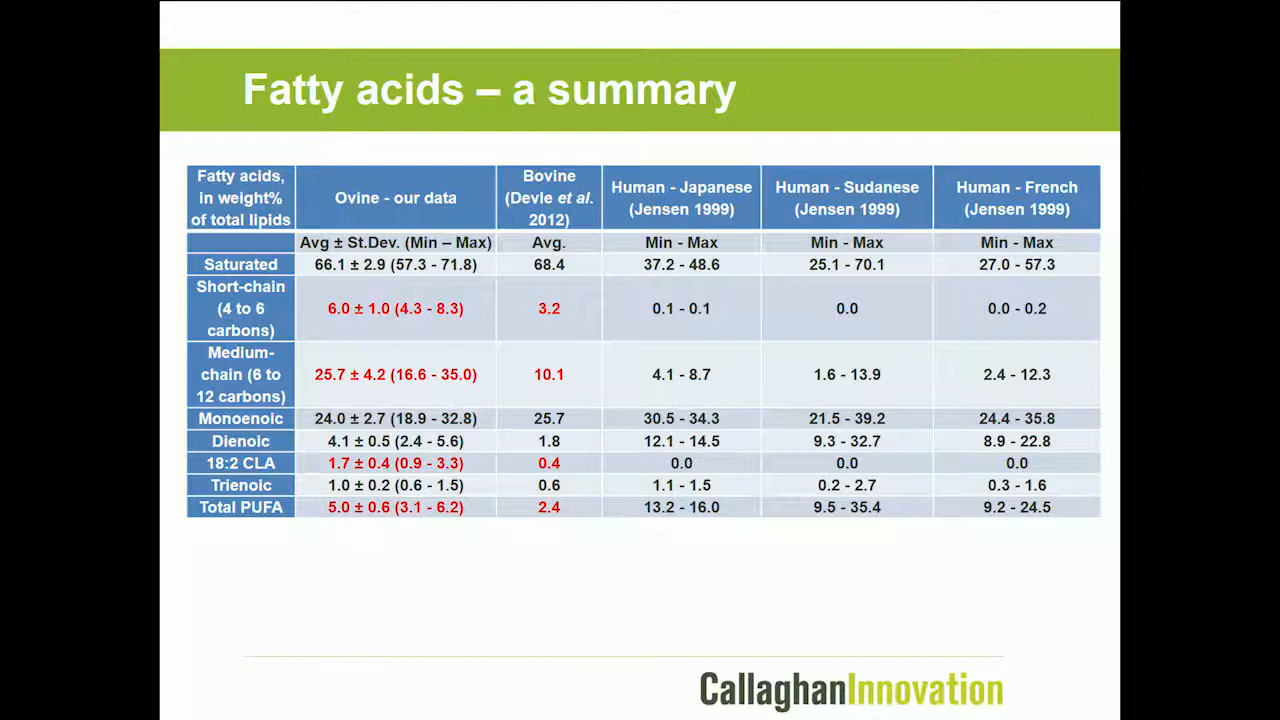 Fatty acids – a summary
Fatty acids, in weight% of total lipids | Ovine - our data | Bovine (Devle et al. 2012) | Human - Japanese (Jensen 1999) | Human - Sudanese (Jensen 1999) | Human - French (Jensen 1999)
Avg ± St.Dev. (Min – Max) | Avg. | Min - Max | Min - Max | Min - Max
Saturated | 66.1 ± 2.9 (57.3 - 71.8) | 68.4 | 37.2 - 48.6 | 25.1 - 70.1 | 27.0 - 57.3
Short-chain (4 to 6 carbons) | 6.0 ± 1.0 (4.3 - 8.3) | 3.2 | 0.1 - 0.1 | 0.0 | 0.0 - 0.2
Medium-chain (6 to 12 carbons) | 25.7 ± 4.2 (16.6 - 35.0) | 10.1 | 4.1 - 8.7 | 1.6 - 13.9 | 2.4 - 12.3
Monoenoic | 24.0 ± 2.7 (18.9 - 32.8) | 25.7 | 30.5 - 34.3 | 21.5 - 39.2 | 24.4 - 35.8
Dienoic | 4.1 ± 0.5 (2.4 - 5.6) | 1.8 | 12.1 - 14.5 | 9.3 - 32.7 | 8.9 - 22.8
18:2 CLA | 1.7 ± 0.4 (0.9 - 3.3) | 0.4 | 0.0 | 0.0 | 0.0
Trienoic | 1.0 ± 0.2 (0.6 - 1.5) | 0.6 | 1.1 - 1.5 | 0.2 - 2.7 | 0.3 - 1.6
Total PUFA | 5.0 ± 0.6 (3.1 - 6.2) | 2.4 | 13.2 - 16.0 | 9.5 - 35.4 | 9.2 - 24.5
CallaghanInnovation